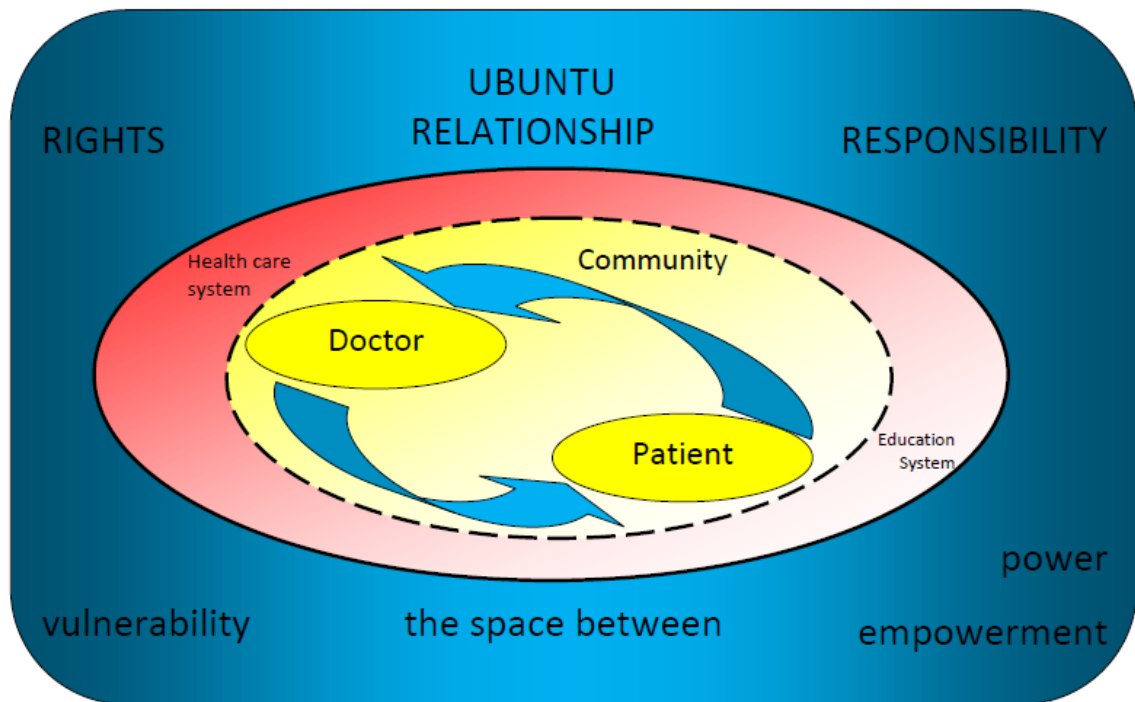 UBUNTU
RELATIONSHIP
RIGHTS
RESPONSIBILITY
Health care
system
Community
Doctor
Patient
Education
System
power
vulnerability
the space between
empowerment